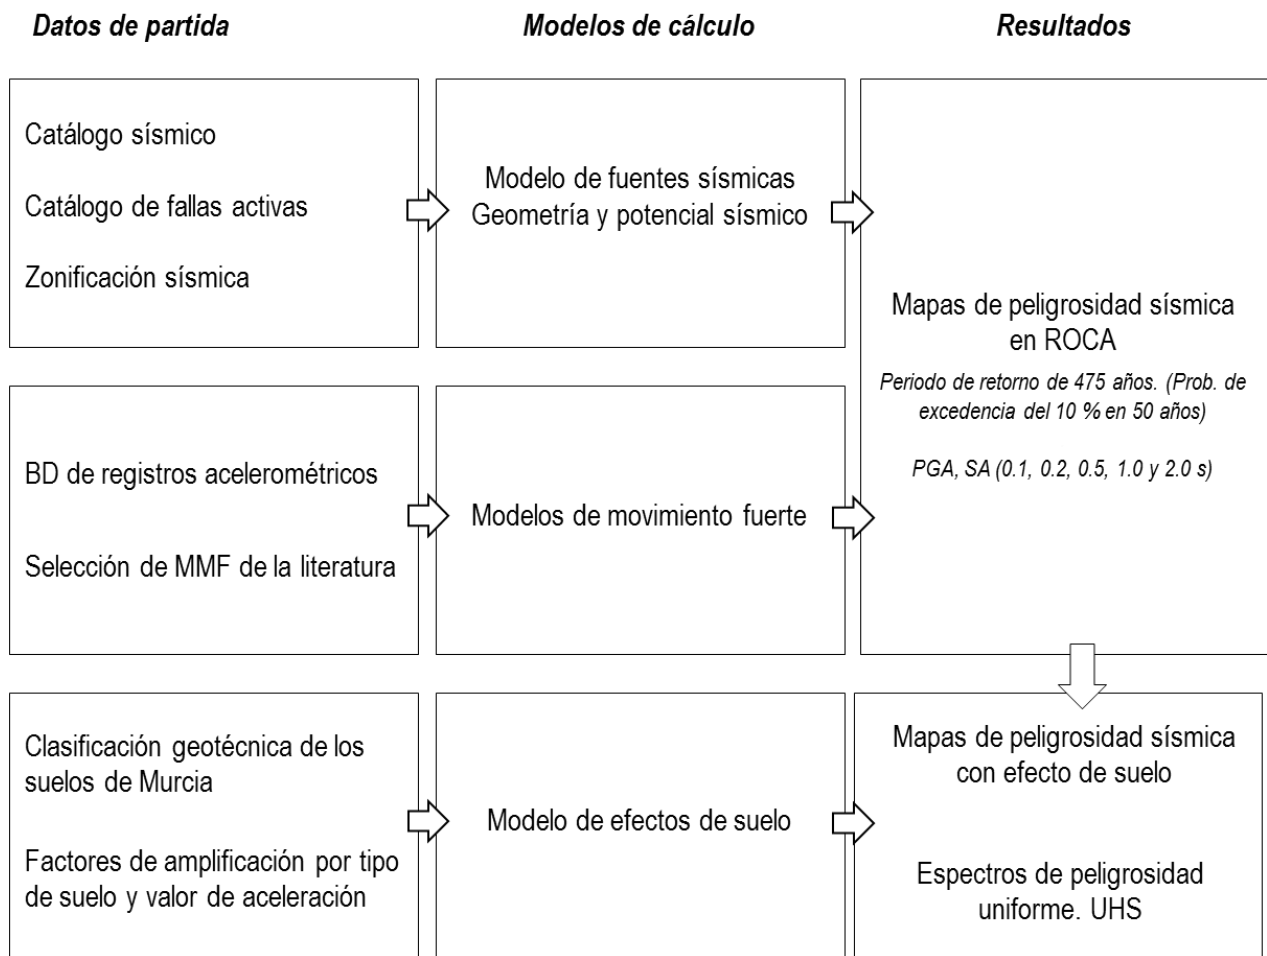 Datos de partida
Modelos de cálculo
Resultados
Catálogo sísmico
Catálogo de fallas activas
Zonificación sísmica
Modelo de fuentes sísmicas
Geometría y potencial sísmico
Mapas de peligrosidad sísmica
en ROCA
Periodo de retorno de 475 años. (Prob. de
excedencia del 10 % en 50 años)
PGA, SA (0.1, 0.2, 0.5, 1.0 y 2.0 s)
BD de registros acelerométricos
Selección de MMF de la literatura
Modelos de movimiento fuerte
Clasificación geotécnica de los
suelos de Murcia
Factores de amplificación por tipo
de suelo y valor de aceleración
Modelo de efectos de suelo
Mapas de peligrosidad sísmica
con efecto de suelo
Espectros de peligrosidad
uniforme. UHS